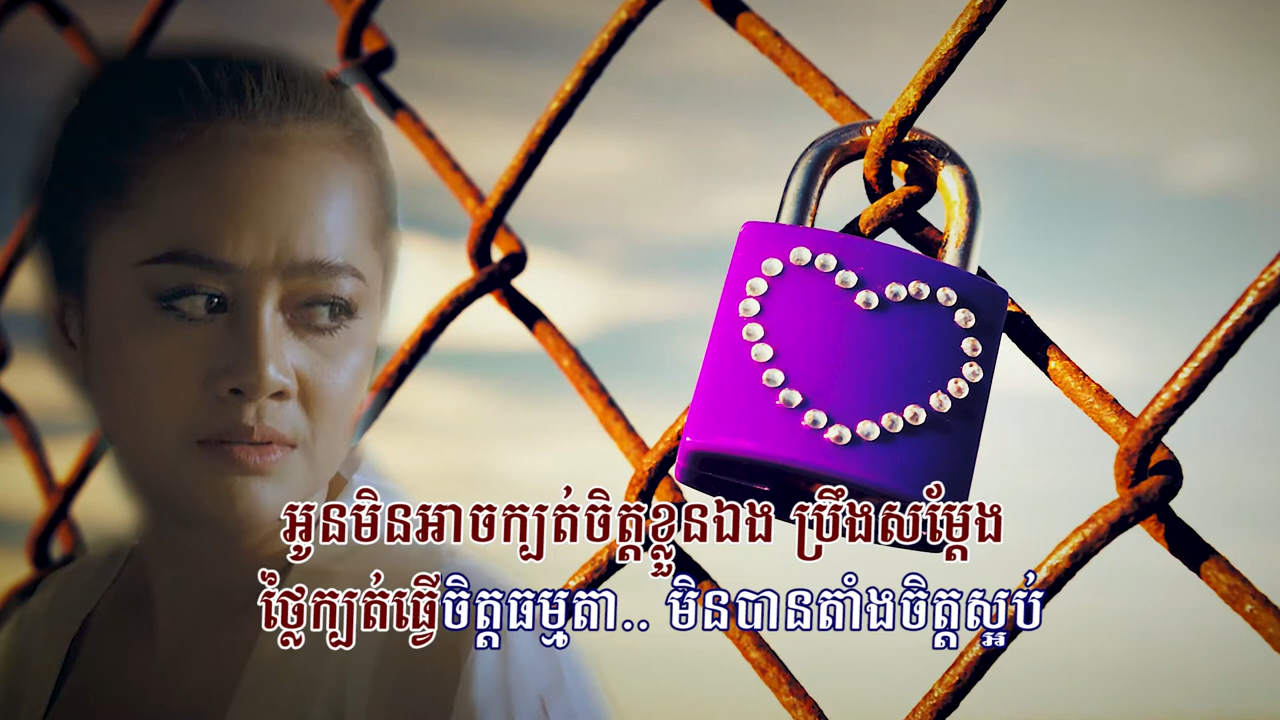 អូនមិនអាចក្បត់ចិត្តខ្លួនឯង ប្រឹងសម្ដែង
ថ្លៃក្បត់ធ្វើចិត្តធម្មតា.. មិនបានតាំងចិត្តស្អប់